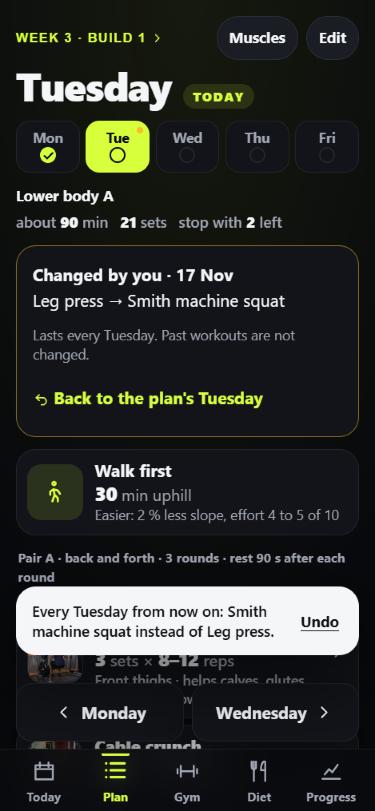 WEEK 3 · BUILD 1 >
Muscles
Edit
Tuesday
TODAY
Mon
Tue
Wed
Thu
Fri
Lower body A
about 90 min 21 sets stop with 2 left
Changed by you · 17 Nov
Leg press → Smith machine squat
Lasts every Tuesday. Past workouts are not
changed.
Back to the plan's Tuesday
Walk first
30 min uphill
Easier: 2 % less slope, effort 4 to 5 of 10
Pair A · back and forth · 3 rounds · rest 90 s after each
round
Every Tuesday from now on: Smith
machine squat instead of Leg press.
Undo
3 sets × 8–12 reps
Front thighs · helps calves, glutes
Monday
Wednesday
Cable crunch
Today
Plan
Gym
Diet
Progress